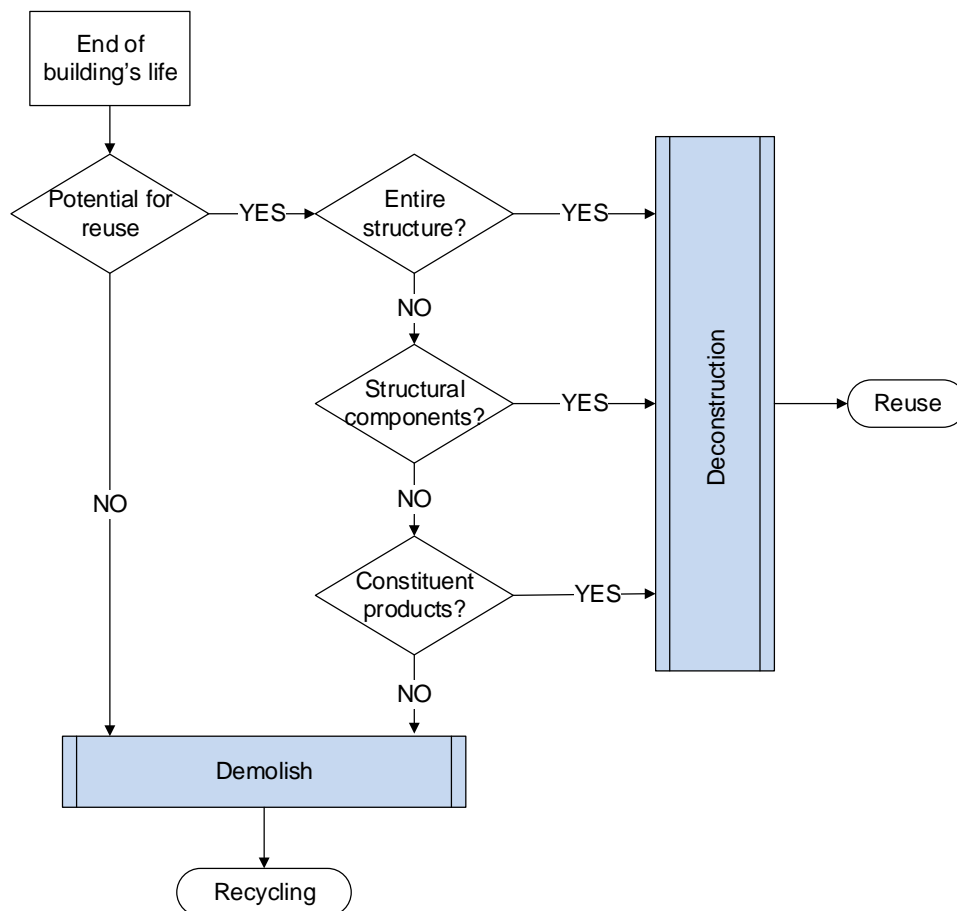 End of
building's life
Potential for
reuse
YES
Entire
structure?
YES
NO
Structural
components?
YES
Deconstruction
Reuse
NO
NO
Constituent
products?
YES
NO
Demolish
Recycling